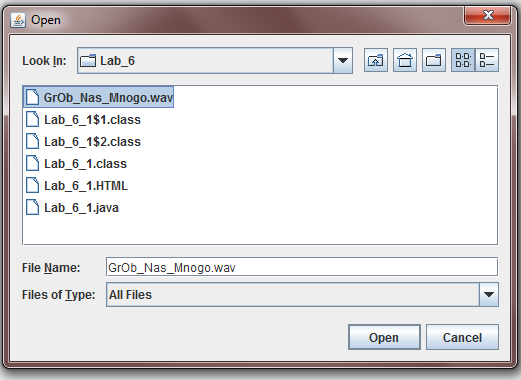 Open
Look In: Lab_6
GrOb_Nas_Mnogo.wav
Lab_6_1$1.class
Lab_6_1$2.class
Lab_6_1.class
Lab_6_1.HTML
Lab_6_1.java
File Name: GrOb_Nas_Mnogo.wav
Files of Type: All Files
Open Cancel